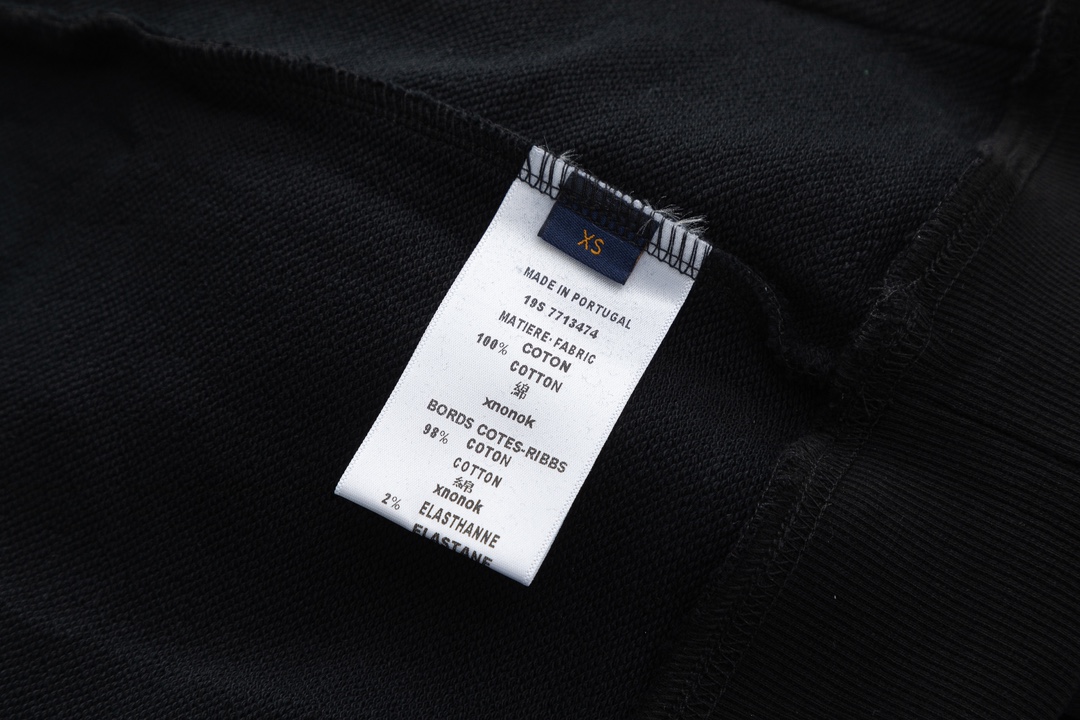 XS
MADE IN PORTUGAL
19S 7713474
MATIERE·FABRIC
100% COTON
COTTON
綿
xnonok
BORDS COTES-RIBBS
98% COTON
COTTON
綿
xnonok
2% ELASTHANNE
ELASTANE